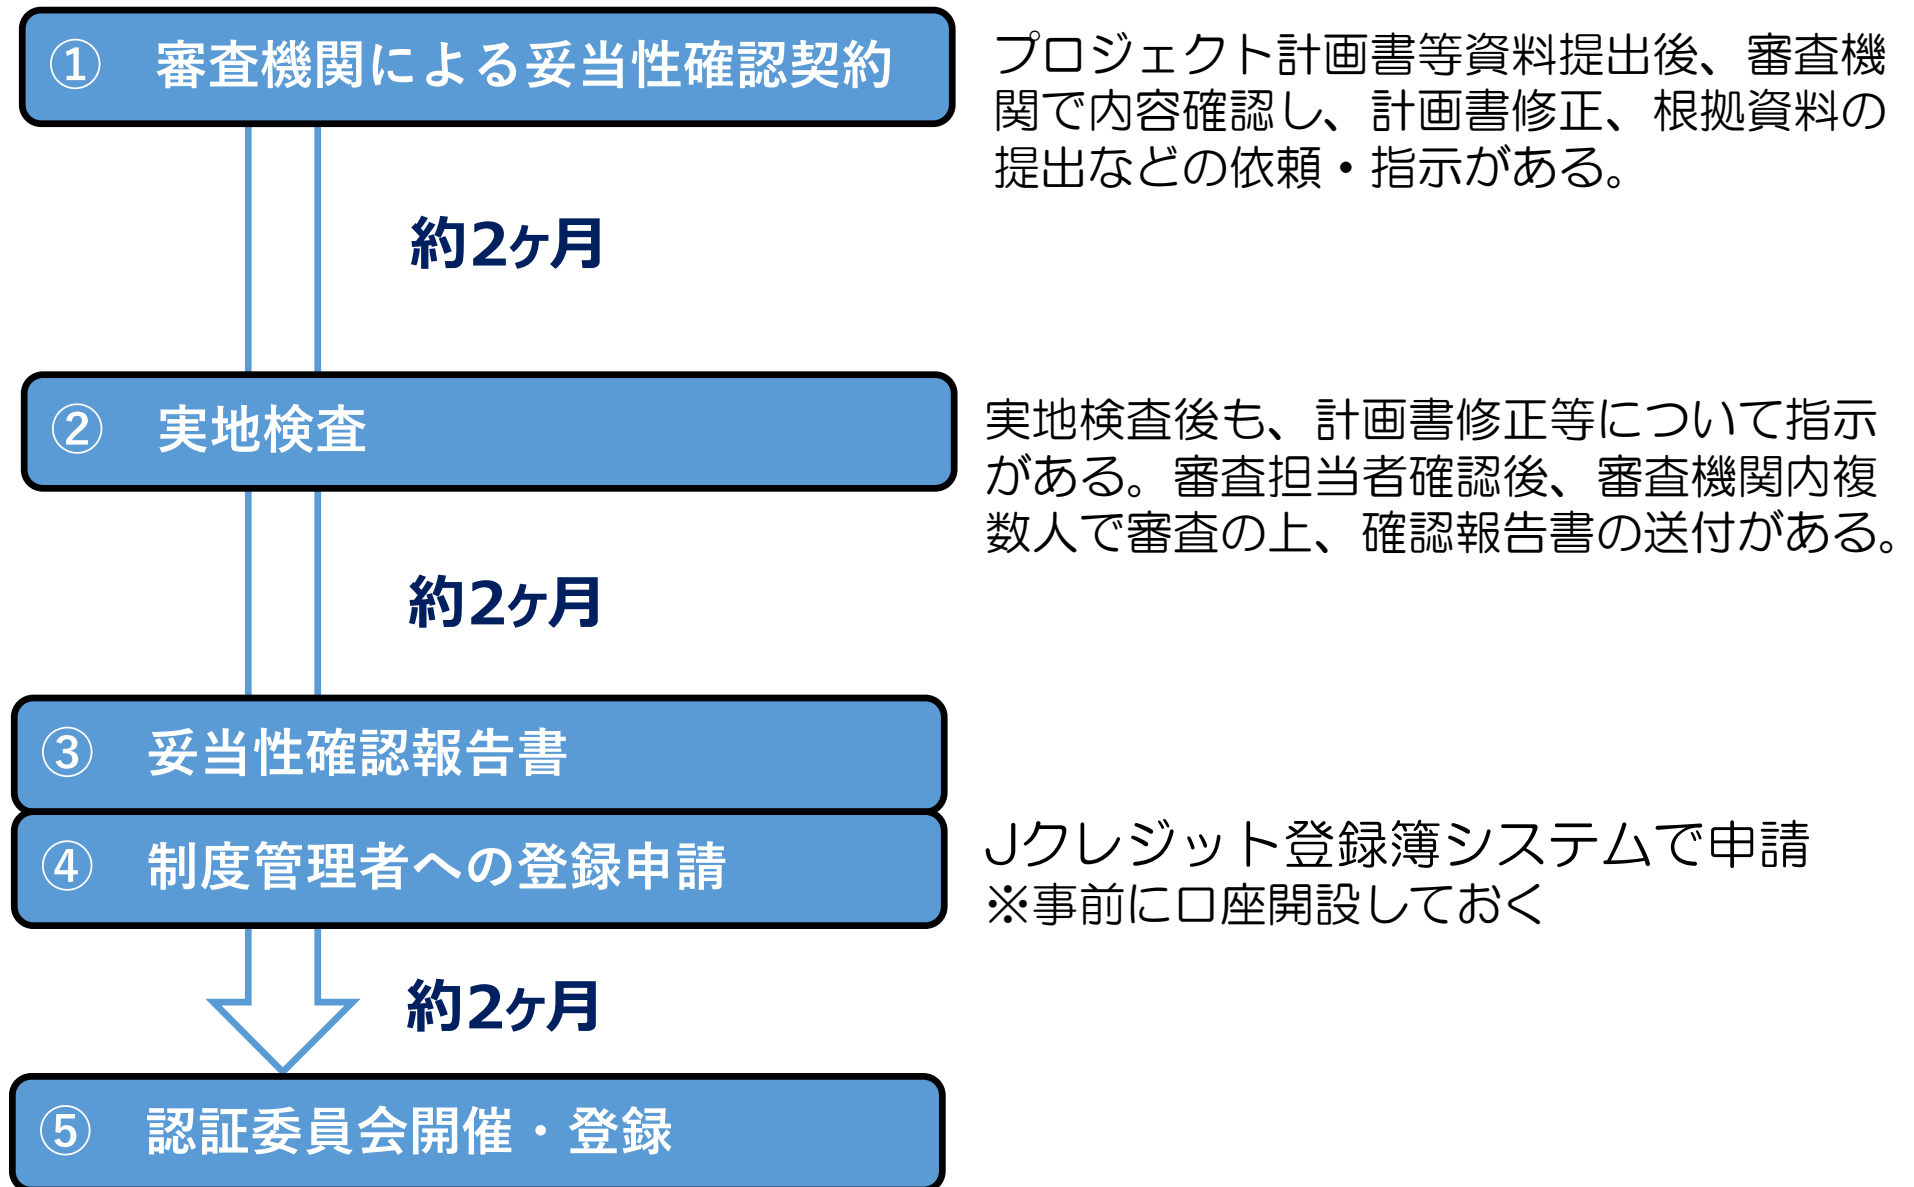 ① 審査機関による妥当性確認契約
プロジェクト計画書等資料提出後、審査機
関で内容確認し、計画書修正、根拠資料の
提出などの依頼・指示がある。
約2ヶ月
② 実地検査
実地検査後も、計画書修正等について指示
がある。審査担当者確認後、審査機関内複
数人で審査の上、確認報告書の送付がある。
約2ヶ月
③ 妥当性確認報告書
④ 制度管理者への登録申請
Jクレジット登録簿システムで申請
※事前に口座開設しておく
約2ヶ月
⑤ 認証委員会開催・登録